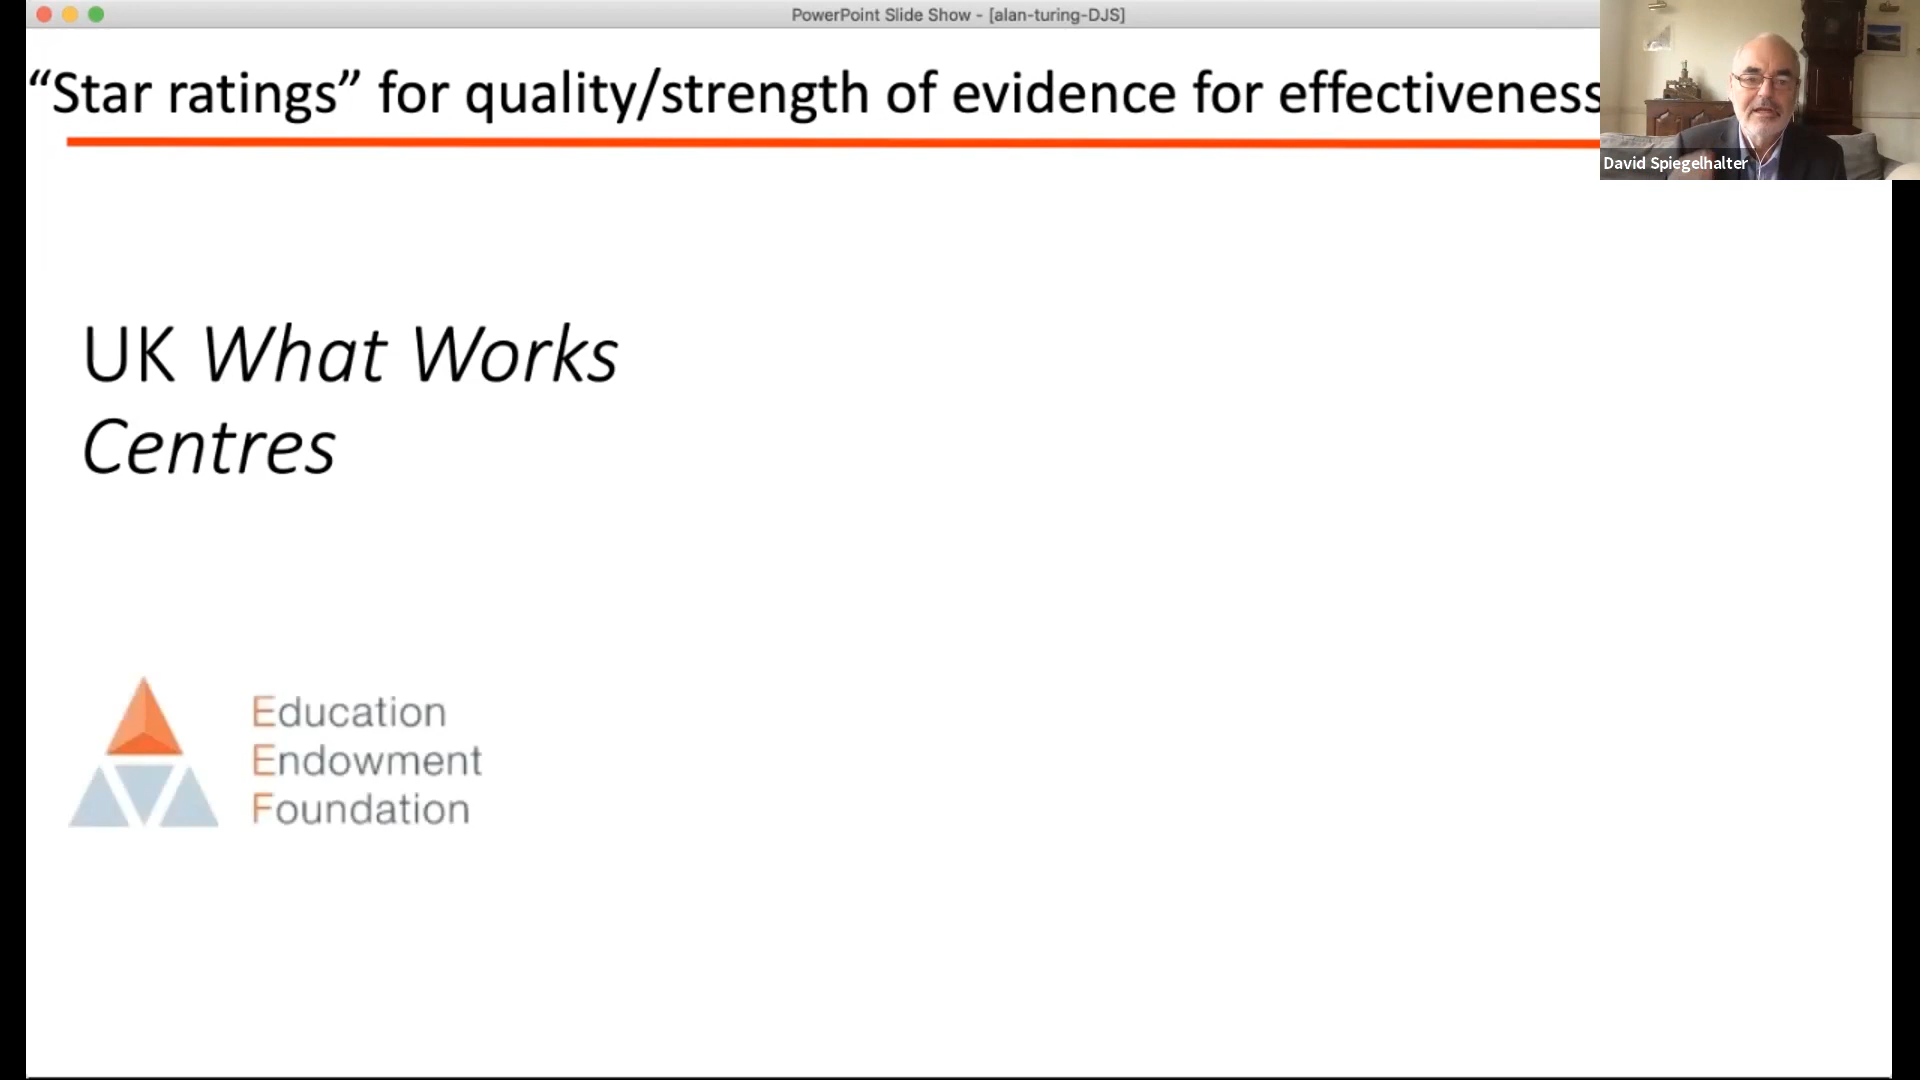 PowerPoint Slide Show - [alan-turing-DJS]
“Star ratings” for quality/strength of evidence for effectiveness
David Spiegelhalter
UK What Works
Centres
Education
Endowment
Foundation